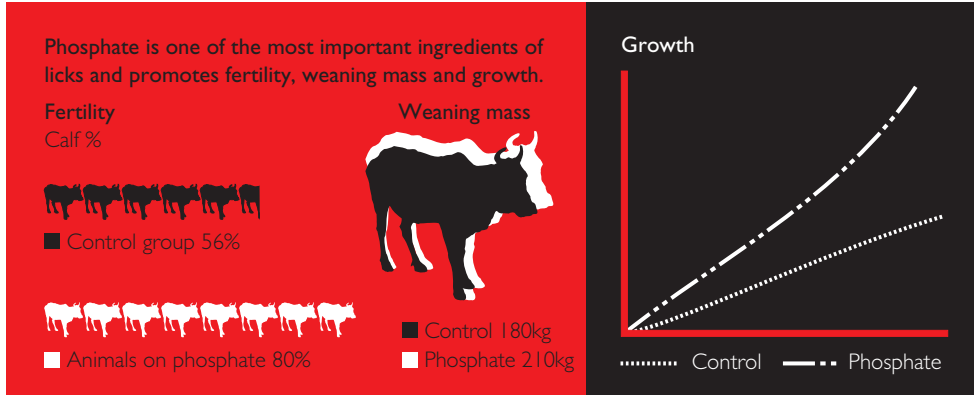 Phosphate is one of the most important ingredients of
licks and promotes fertility, weaning mass and growth.
Fertility
Calf %
Control group 56%
Animals on phosphate 80%
Weaning mass
Control 180kg
Phosphate 210kg
Growth
Control
Phosphate